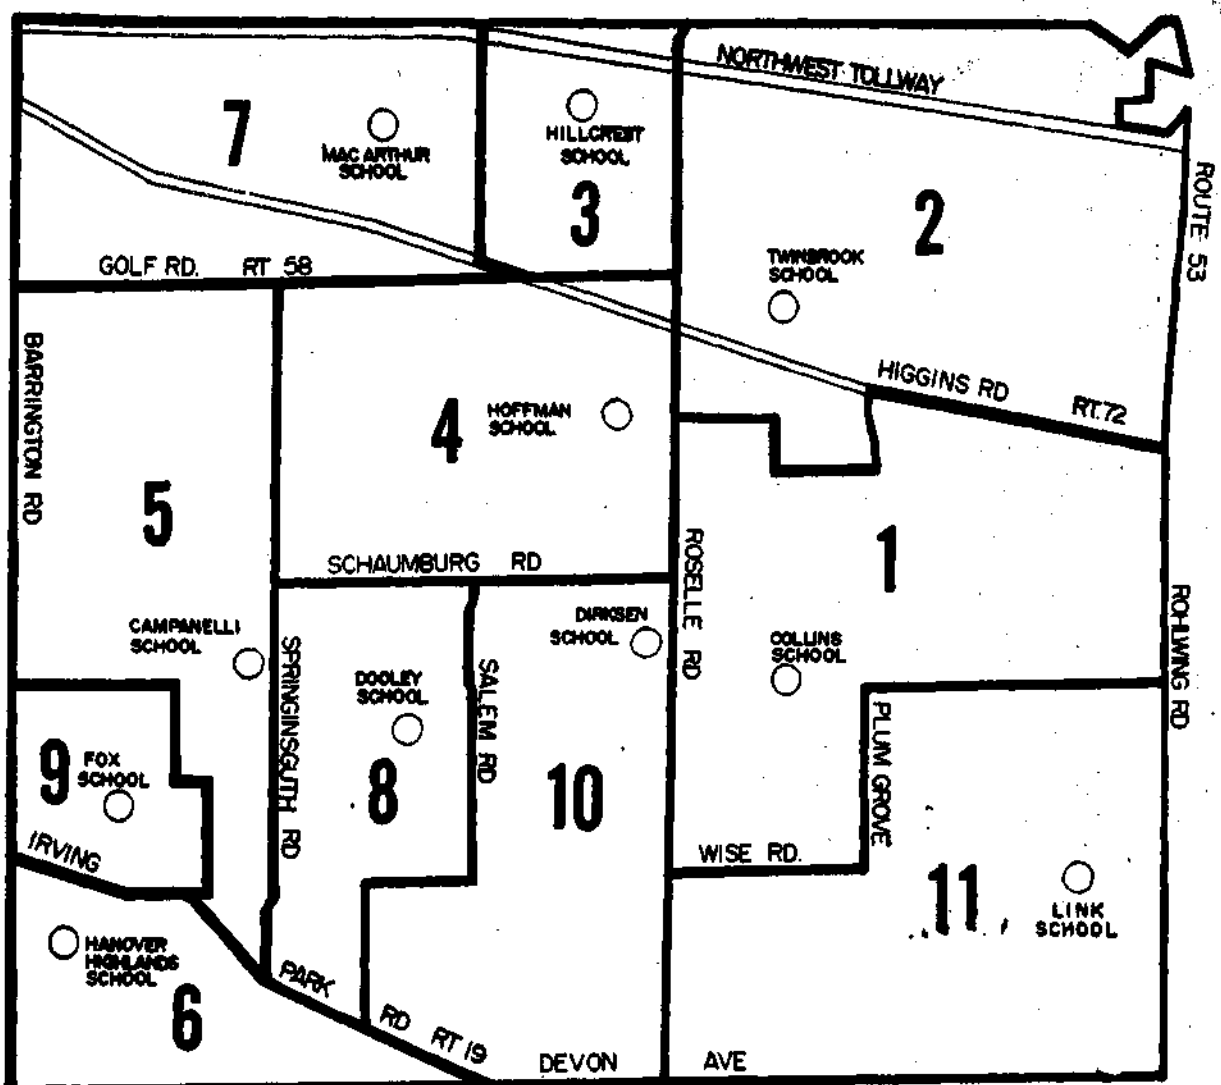 NORTHWEST TOLLWAY
7
MAC ARTHUR
SCHOOL
HILLCREST
SCHOOL
3
2
ROUTE 53
TWINBROOK
SCHOOL
GOLF RD. RT 58
BARRINGTON RD
HIGGINS RD RT.72
4
HOFFMAN
SCHOOL
5
1
SCHAUMBURG RD
ROSELLE RD
ROHLWING RD
CAMPANELLI
SCHOOL
SPRINGINSGUTH RD
DOOLEY
SCHOOL
SALEM RD
DIRKSEN
SCHOOL
COLLINS
SCHOOL
PLUM GROVE
9
FOX
SCHOOL
8
10
IRVING
WISE RD.
11
LINK
SCHOOL
HANOVER
HIGHLANDS
SCHOOL
6
PARK
RD RT 19
DEVON AVE